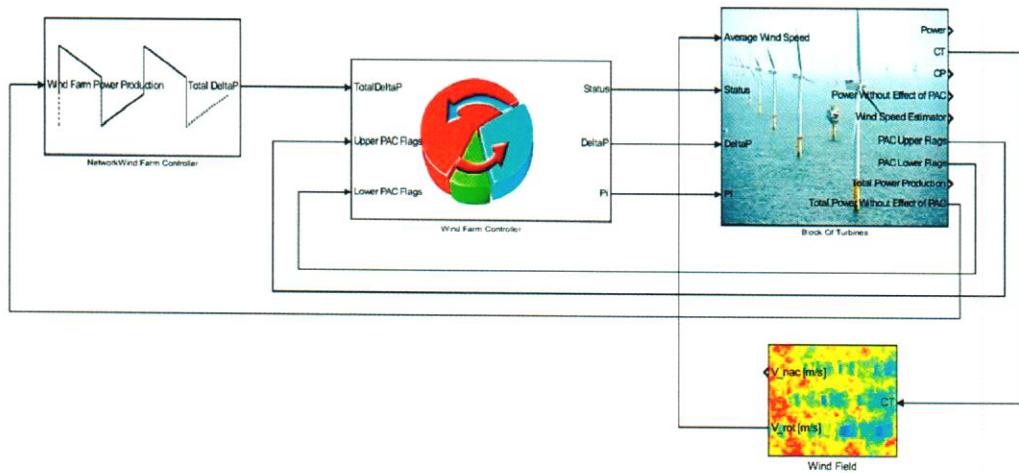 Wind Farm Power Production
Total DeltaP
NetworkWind Farm Controller
TotalDeltaP
Upper PAC Flags
Lower PAC Flags
Status
DeltaP
Pi
Wind Farm Controller
Average Wind Speed
Status
DeltaP
Pi
Power
CT
CP
Power Without Effect of PAC
Wind Speed Estimator
PAC Upper Flags
PAC Lower Flags
Total Power Production
Total Power Without Effect of PAC
Block Of Turbines
V_nac [m/s]
V_rot [m/s]
CT
Wind Field